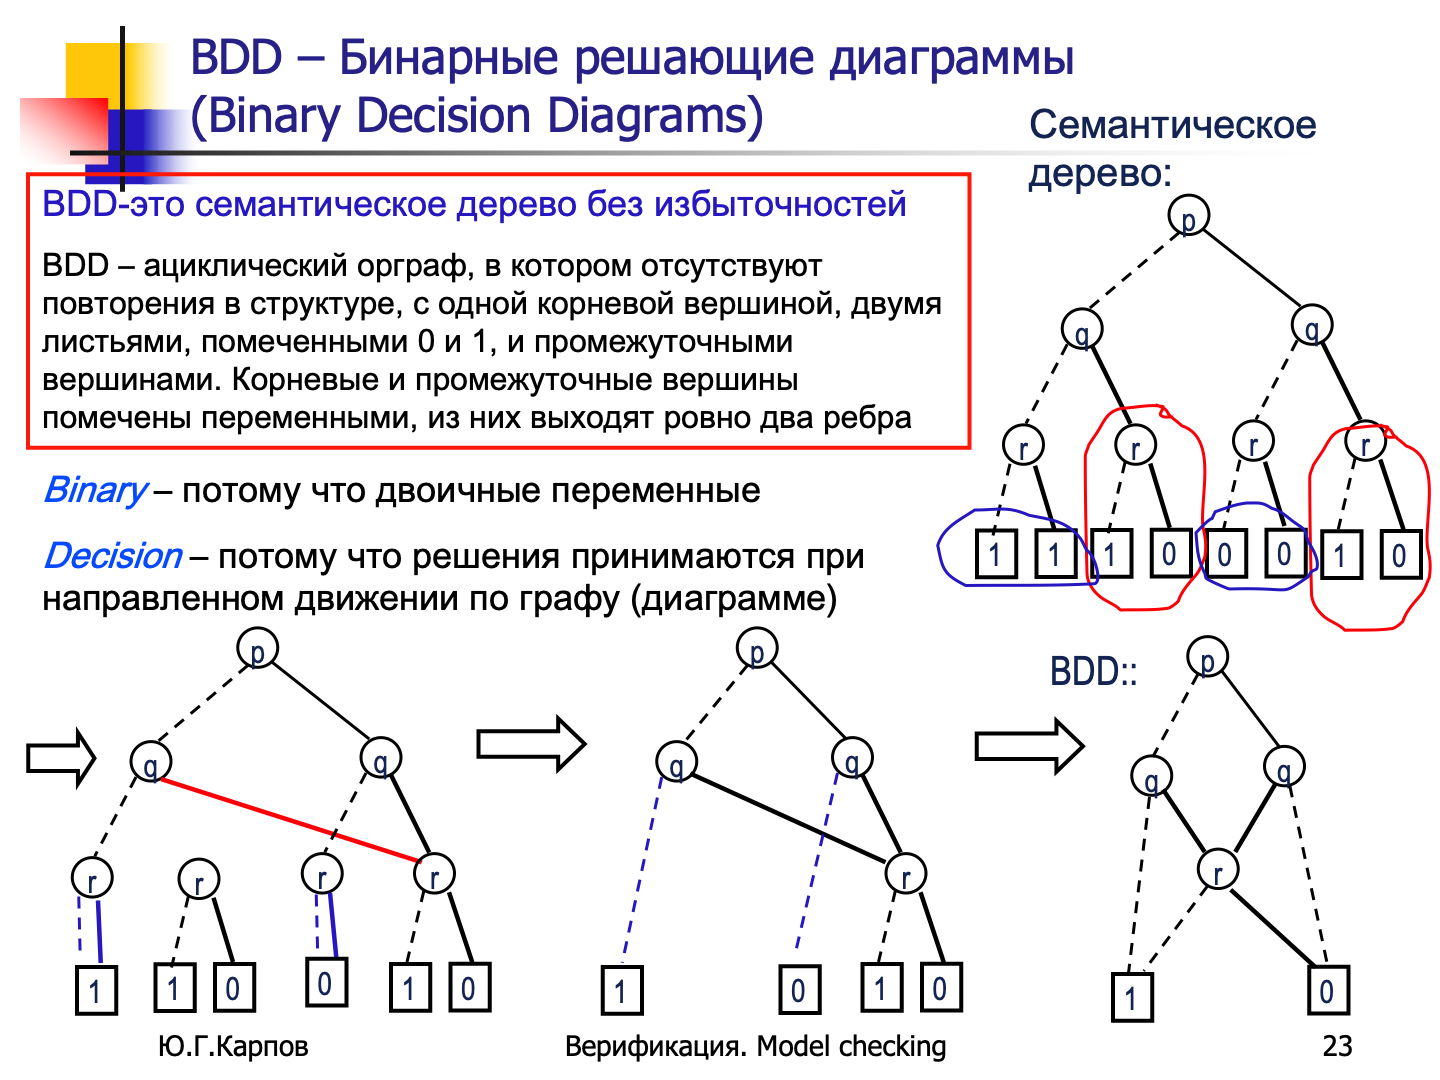 BDD – Бинарные решающие диаграммы
(Binary Decision Diagrams)
Семантическое
дерево:
BDD-это семантическое дерево без избыточностей
BDD – ациклический орграф, в котором отсутствуют
повторения в структуре, с одной корневой вершиной, двумя
листьями, помеченными 0 и 1, и промежуточными
вершинами. Корневые и промежуточные вершины
помечены переменными, из них выходят ровно два ребра
Binary – потому что двоичные переменные
Decision – потому что решения принимаются при
направленном движении по графу (диаграмме)
p
q q
r r r r
1 1 1 0 0 0 1 0
p
q q
r r r r
1 1 0 0 1 0
p
q q
r
1 0 1 0
BDD::
p
q q
r
1 0
Ю.Г.Карпов
Верификация. Model checking
23